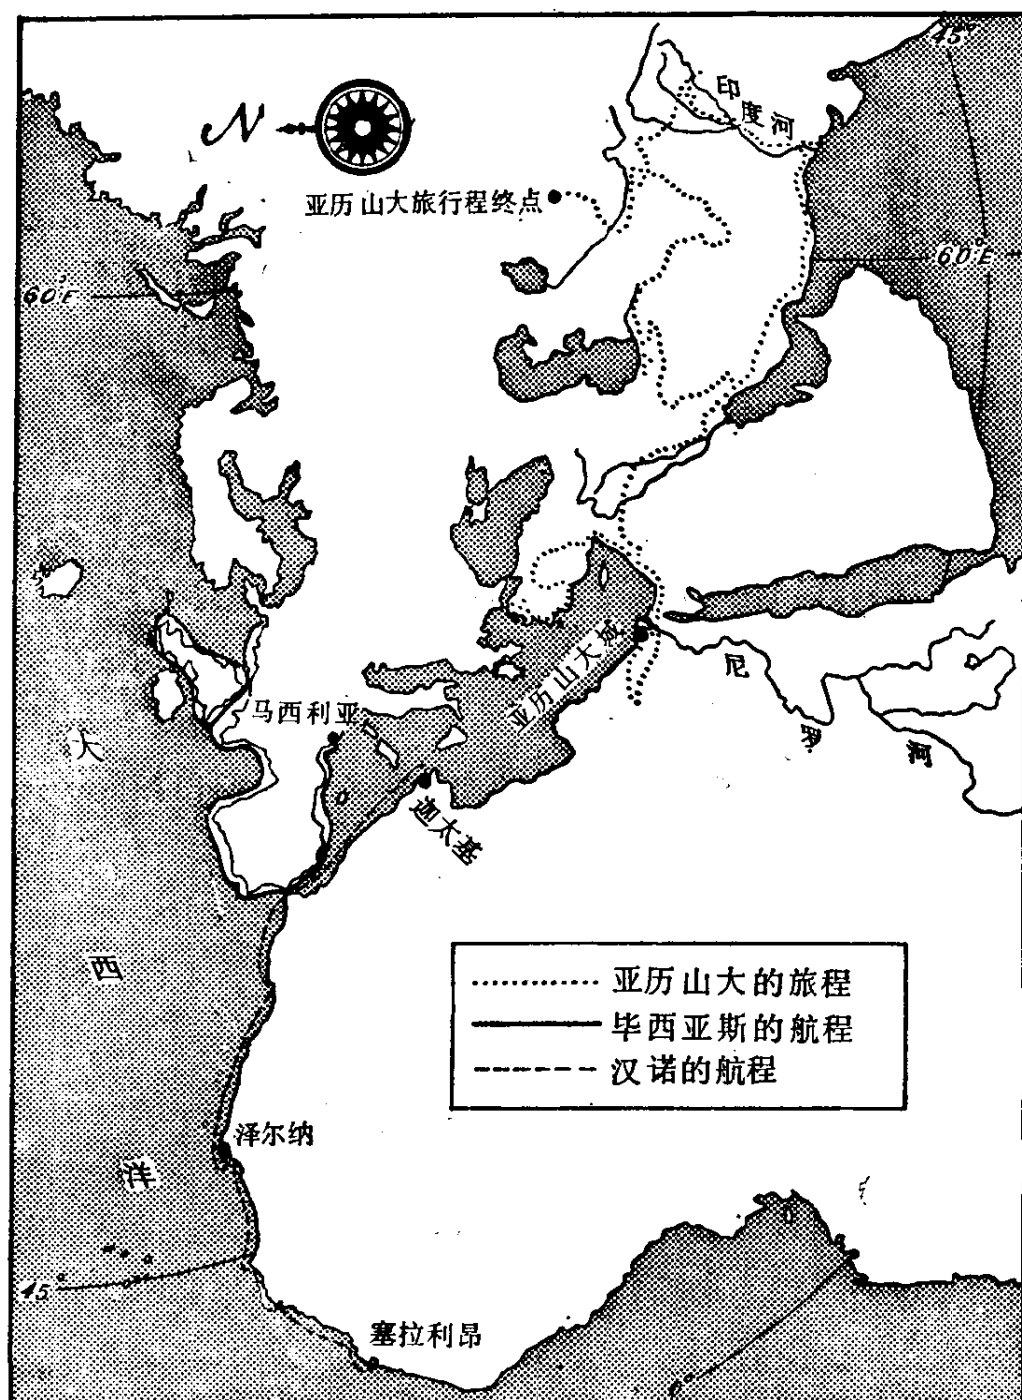 45°
印度河
N
亚历山大旅行程终点
60°E
60°E
亚历山大城
马西利亚
尼罗河
大西洋
迦太基
亚历山大的旅程
毕西亚斯的航程
汉诺的航程
泽尔纳
45°
塞拉利昂
0°